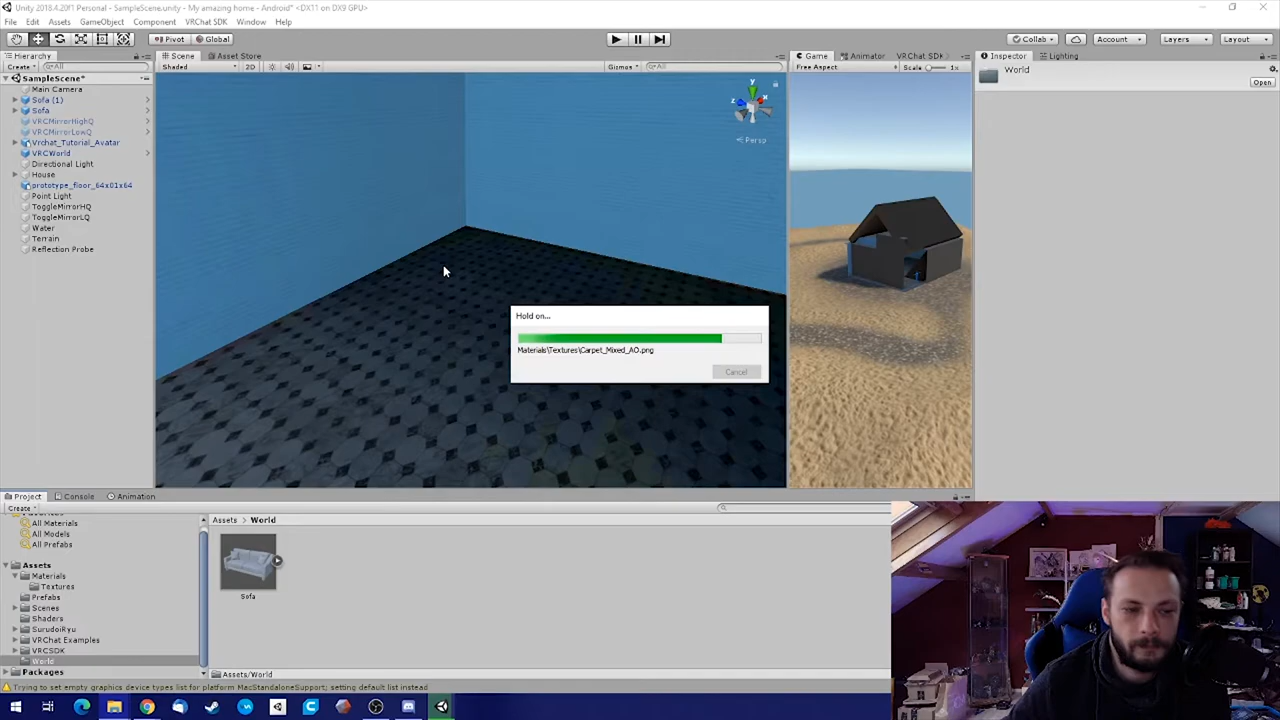 Unity 2018.4.20f1 Personal - SampleScene.unity - My amazing home - Android* <DX11 on DX9 GPU>
File Edit Assets GameObject Component VRChat SDK Window Help
Pivot Global Collab Account Layers Layout
Hierarchy Scene Asset Store Game Animator VRChat SDK Inspector Lighting
Create All Shaded 2D Gizmos All Free Aspect Scale 1x World
Open
SampleScene*
Main Camera
Sofa (1)
Sofa
VRCMirrorHighQ
VRCMirrorLowQ
Vrchat_Tutorial_Avatar
VRCWorld
Directional Light
House
prototype_floor_64x01x64
Point Light
ToggleMirrorHQ
ToggleMirrorLQ
Water
Terrain
Reflection Probe
y
x
z
Persp
Hold on...
Materials\Textures\Carpet_Mixed_AO.png
Cancel
Project Console Animation
Create
Favorites
All Materials
All Models
All Prefabs
Assets
Materials
Textures
Prefabs
Scenes
Shaders
SurudoiRyu
VRChat Examples
VRCSDK
World
Packages
Assets > World
Sofa
Assets/World
Trying to set empty graphics device types list for platform MacStandaloneSupport; setting default list instead